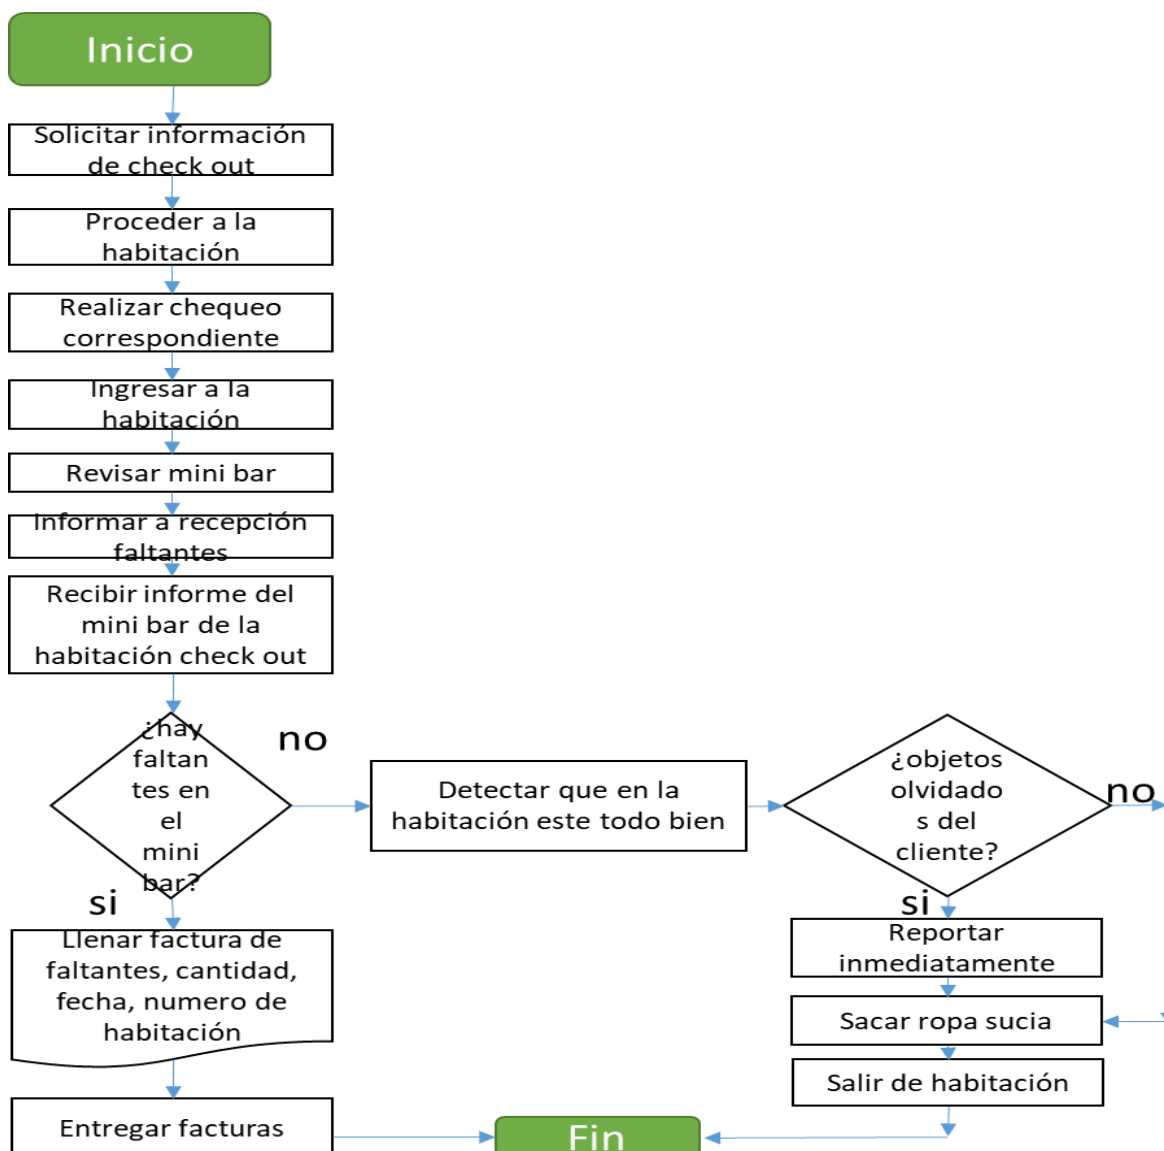 Inicio
Solicitar información
de check out
Proceder a la
habitación
Realizar chequeo
correspondiente
Ingresar a la
habitación
Revisar mini bar
Informar a recepción
faltantes
Recibir informe del
mini bar de la
habitación check out
¿hay
faltan
tes en
el
mini
bar?
no
Detectar que en la
habitación este todo bien
¿objetos
olvidado
s del
cliente?
no
si
Llenar factura de
faltantes, cantidad,
fecha, numero de
habitación
Entregar facturas
si
Reportar
inmediatamente
Sacar ropa sucia
Salir de habitación
Fin